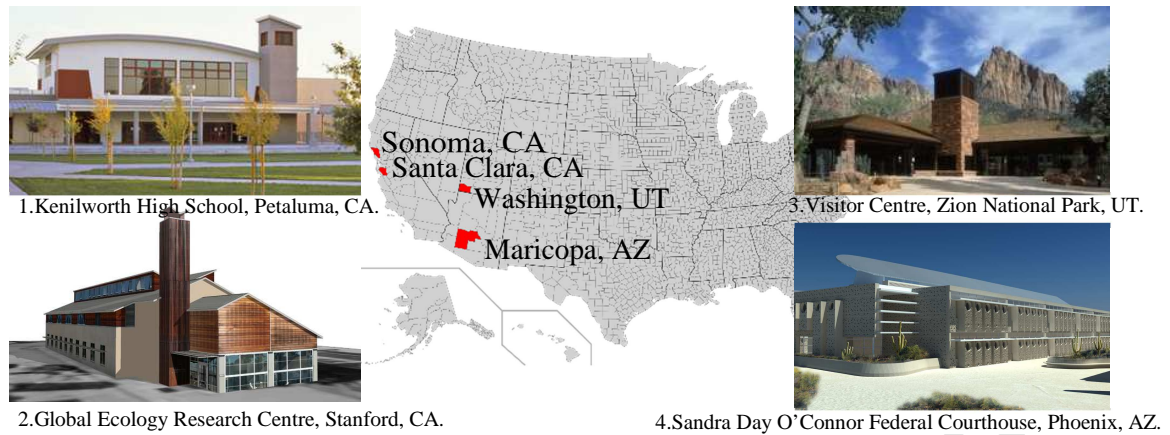 Sonoma, CA
Santa Clara, CA
Washington, UT
Maricopa, AZ
1.Kenilworth High School, Petaluma, CA.
3.Visitor Centre, Zion National Park, UT.
2.Global Ecology Research Centre, Stanford, CA.
4.Sandra Day O’Connor Federal Courthouse, Phoenix, AZ.